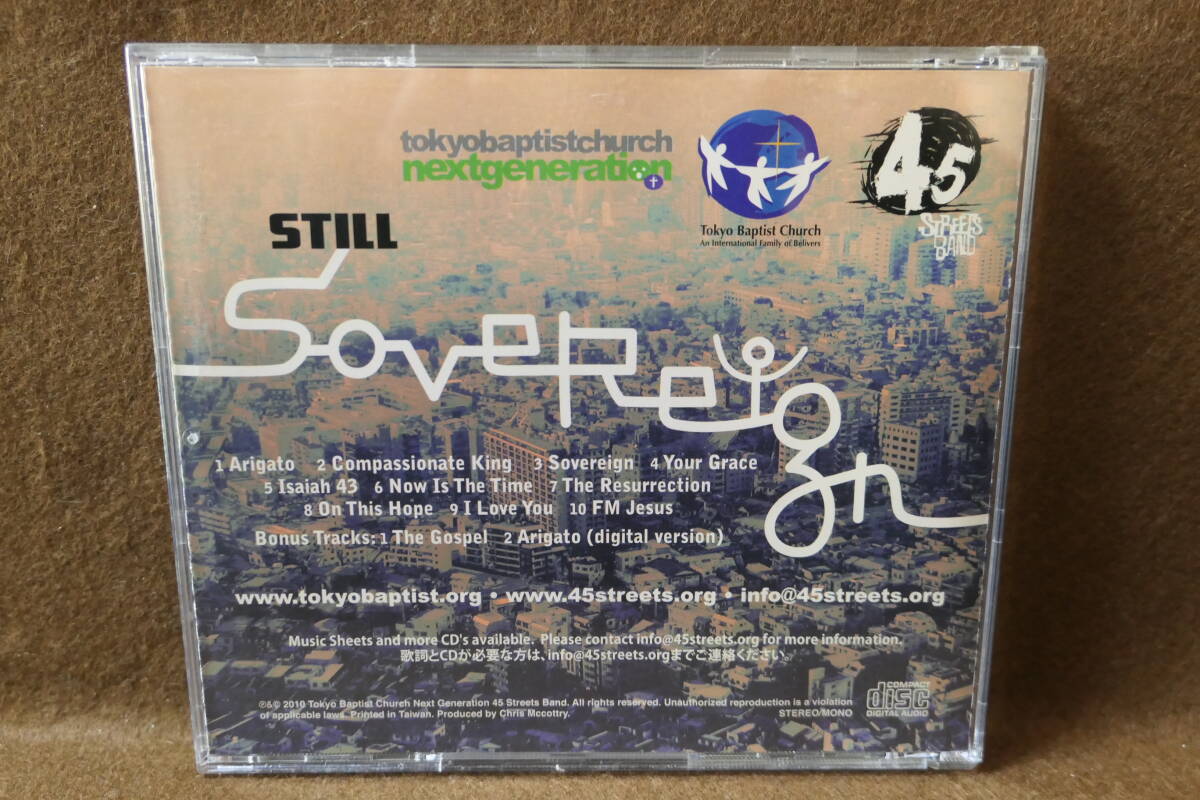 tokyobaptistchurch
nextgeneration
Tokyo Baptist Church
An International Family of Belivers
45
STREETS
BAND
STILL
Sovereign
1 Arigato 2 Compassionate King 3 Sovereign 4 Your Grace
5 Isaiah 43 6 Now Is The Time 7 The Resurrection
8 On This Hope 9 I Love You 10 FM Jesus
Bonus Tracks: 1 The Gospel 2 Arigato (digital version)
www.tokyobaptist.org • www.45streets.org • info@45streets.org
Music Sheets and more CD's available. Please contact info@45streets.org for more information.
歌詞とCDが必要な方は、info@45streets.orgまでご連絡ください。
℗&© 2010 Tokyo Baptist Church Next Generation 45 Streets Band. All rights reserved. Unauthorized reproduction is a violation
of applicable laws. Printed in Taiwan. Produced by Chris Mccottry.
STEREO/MONO
COMPACT
disc
DIGITAL AUDIO